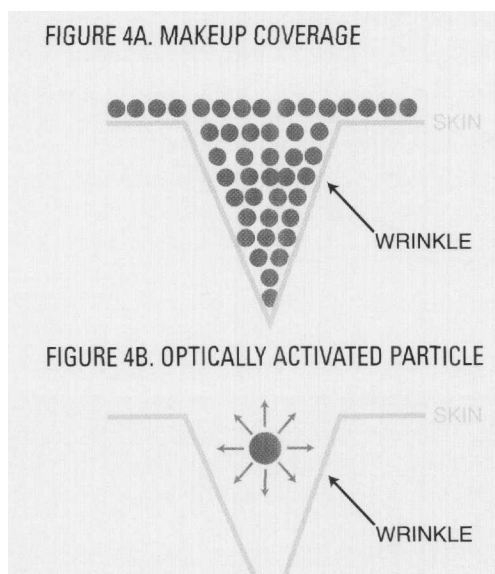 FIGURE 4A. MAKEUP COVERAGE
SKIN
WRINKLE
FIGURE 4B. OPTICALLY ACTIVATED PARTICLE
SKIN
WRINKLE